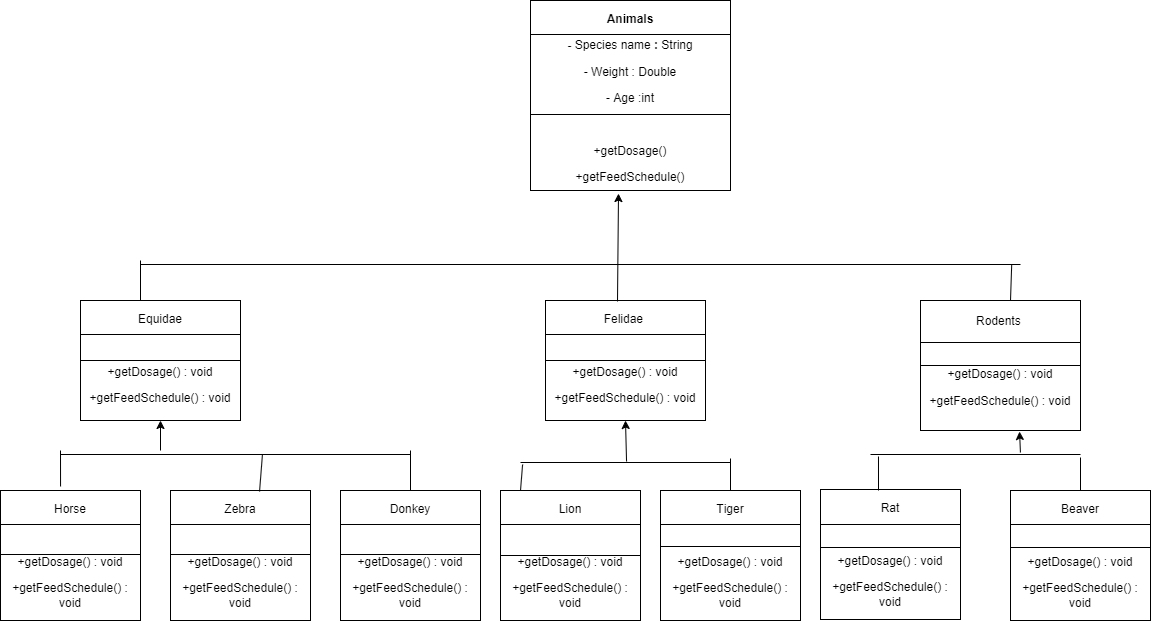 Animals
- Species name : String
- Weight : Double
- Age :int
+getDosage()
+getFeedSchedule()
Equidae
+getDosage() : void
+getFeedSchedule() : void
Felidae
+getDosage() : void
+getFeedSchedule() : void
Rodents
+getDosage() : void
+getFeedSchedule() : void
Horse
+getDosage() : void
+getFeedSchedule() :
void
Zebra
+getDosage() : void
+getFeedSchedule() :
void
Donkey
+getDosage() : void
+getFeedSchedule() :
void
Lion
+getDosage() : void
+getFeedSchedule() :
void
Tiger
+getDosage() : void
+getFeedSchedule() :
void
Rat
+getDosage() : void
+getFeedSchedule() :
void
Beaver
+getDosage() : void
+getFeedSchedule() :
void